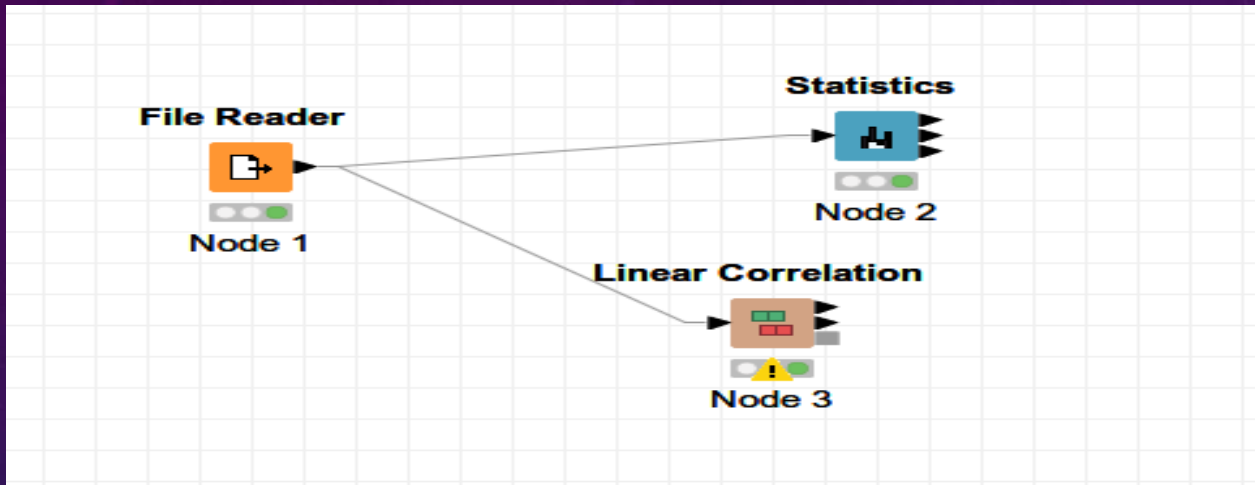 File Reader
Node 1
Statistics
Node 2
Linear Correlation
Node 3